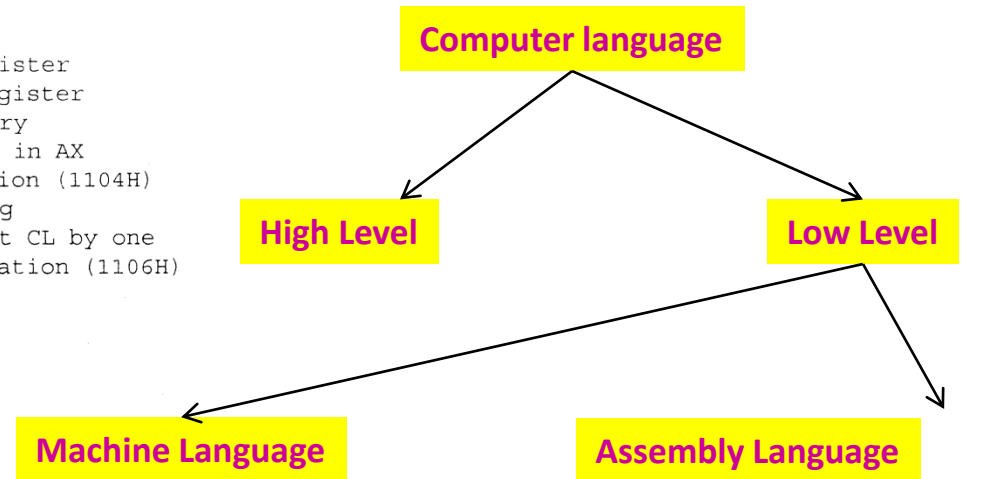 Computer language
ister
gister
ry
in AX
ion (1104H)
g
t CL by one
ation (1106H)
High Level
Low Level
Machine Language
Assembly Language